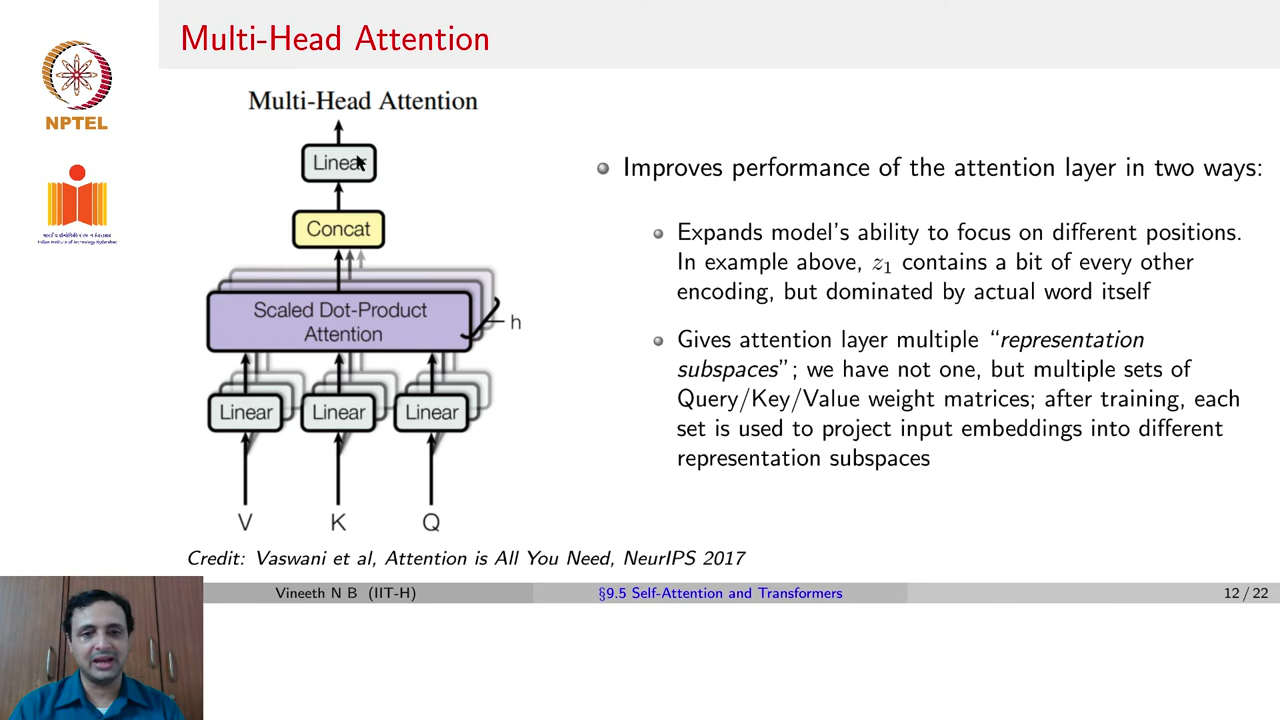 Multi-Head Attention
NPTEL
Multi-Head Attention
Linear
Concat
Scaled Dot-Product
Attention
h
Linear
Linear
Linear
V
K
Q
Credit: Vaswani et al, Attention is All You Need, NeurIPS 2017
Improves performance of the attention layer in two ways:
Expands model's ability to focus on different positions.
In example above, z₁ contains a bit of every other
encoding, but dominated by actual word itself
Gives attention layer multiple “representation
subspaces”; we have not one, but multiple sets of
Query/Key/Value weight matrices; after training, each
set is used to project input embeddings into different
representation subspaces
Vineeth N B (IIT-H)
§9.5 Self-Attention and Transformers
12 / 22